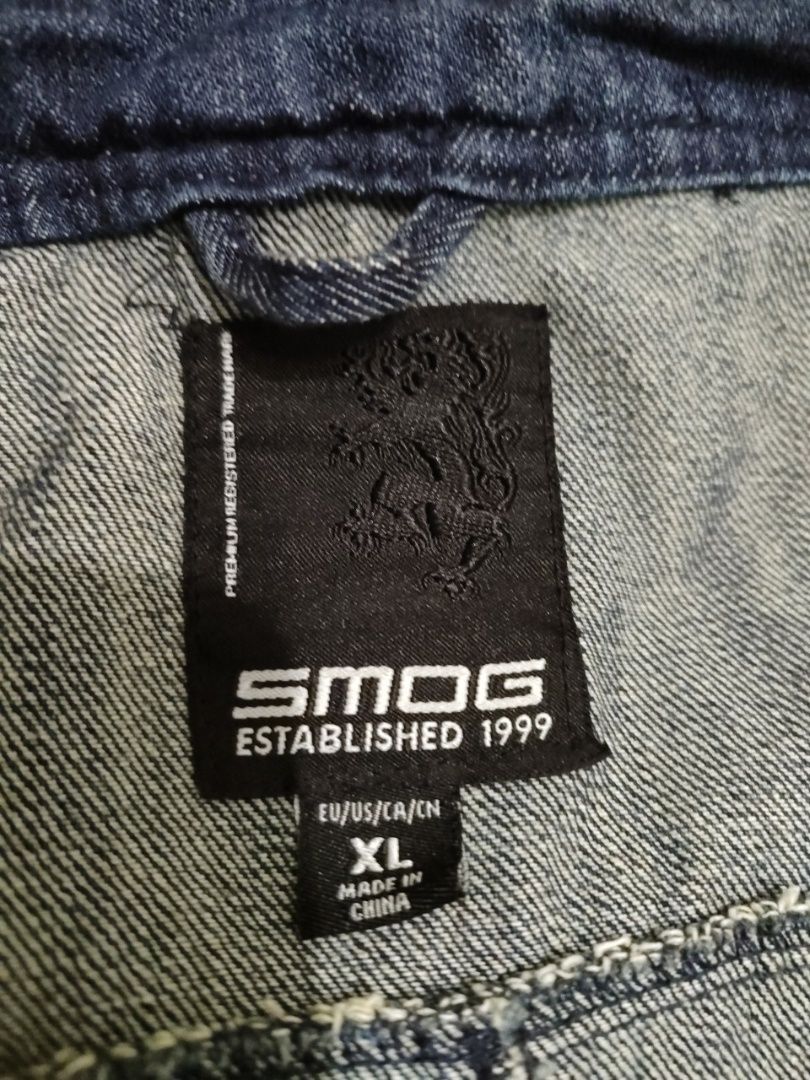 PREMIUM REGISTERED TRADEMARK
SMOG
ESTABLISHED 1999
EU/US/CA/CN
XL
MADE IN
CHINA